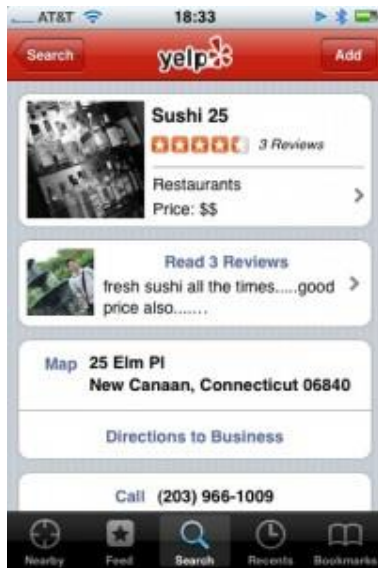 AT&T 18:33
Search yelp Add
Sushi 25
3 Reviews
Restaurants
Price: $$
Read 3 Reviews
fresh sushi all the times.....good
price also.......
Map 25 Elm Pl
New Canaan, Connecticut 06840
Directions to Business
Call (203) 966-1009
Nearby Feed Search Recents Bookmarks